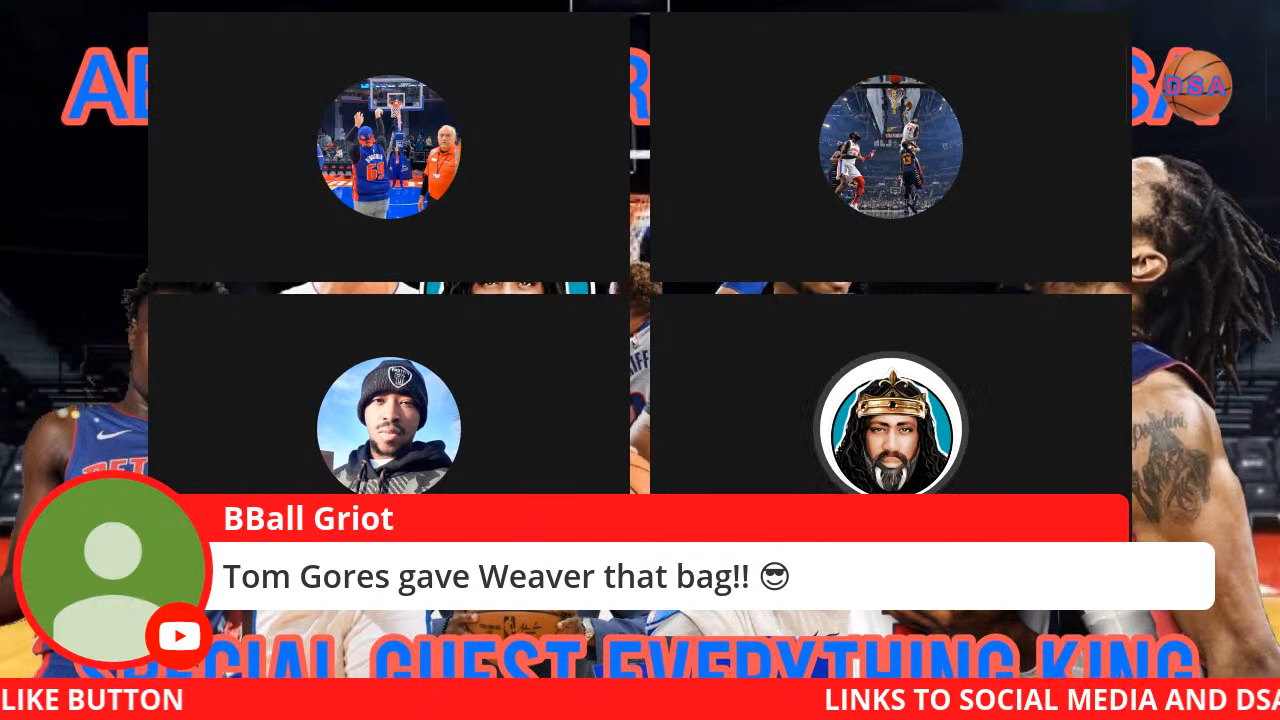 DSA
BBall Griot
Tom Gores gave Weaver that bag!! 😎
SPECIAL GUEST EVERYTHING KING
LIKE BUTTON
LINKS TO SOCIAL MEDIA AND DSA